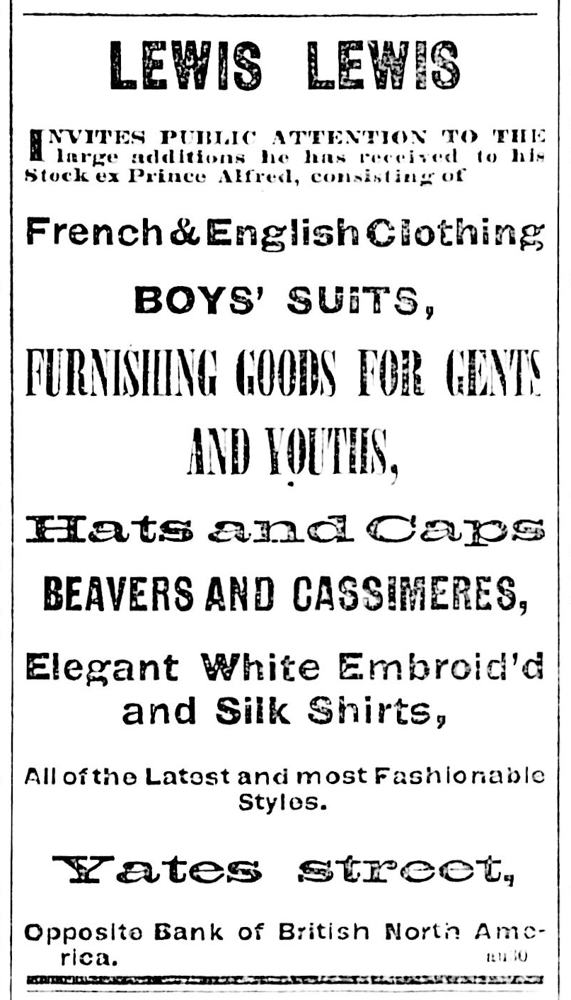 LEWIS LEWIS
INVITES PUBLIC ATTENTION TO THE
large additions he has received to his
Stock ex Prince Alfred, consisting of
French & English Clothing
BOYS' SUiTS,
FURNISHING GOODS FOR GENTS
AND YOUTHS,
Hats and Caps
BEAVERS AND CASSIMERES,
Elegant White Embroid'd
and Silk Shirts,
All of the Latest and most Fashionable
Styles.
Yates street,
Opposite Bank of British North Ame-
rica. au30